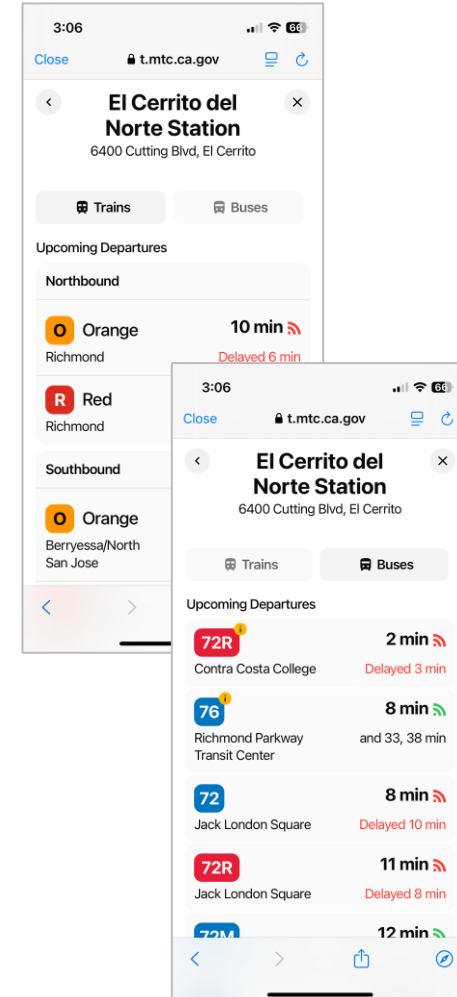 3:06
66
Close
t.mtc.ca.gov
El Cerrito del
Norte Station
6400 Cutting Blvd, El Cerrito
Trains
Buses
Upcoming Departures
Northbound
O Orange
10 min
Richmond
Delayed 6 min
R Red
Richmond
Southbound
O Orange
Berryessa/North
San Jose
3:06
66
Close
t.mtc.ca.gov
El Cerrito del
Norte Station
6400 Cutting Blvd, El Cerrito
Trains
Buses
Upcoming Departures
72R
2 min
Contra Costa College
Delayed 3 min
76
8 min
Richmond Parkway
Transit Center
and 33, 38 min
72
8 min
Jack London Square
Delayed 10 min
72R
11 min
Jack London Square
Delayed 8 min
72M
12 min